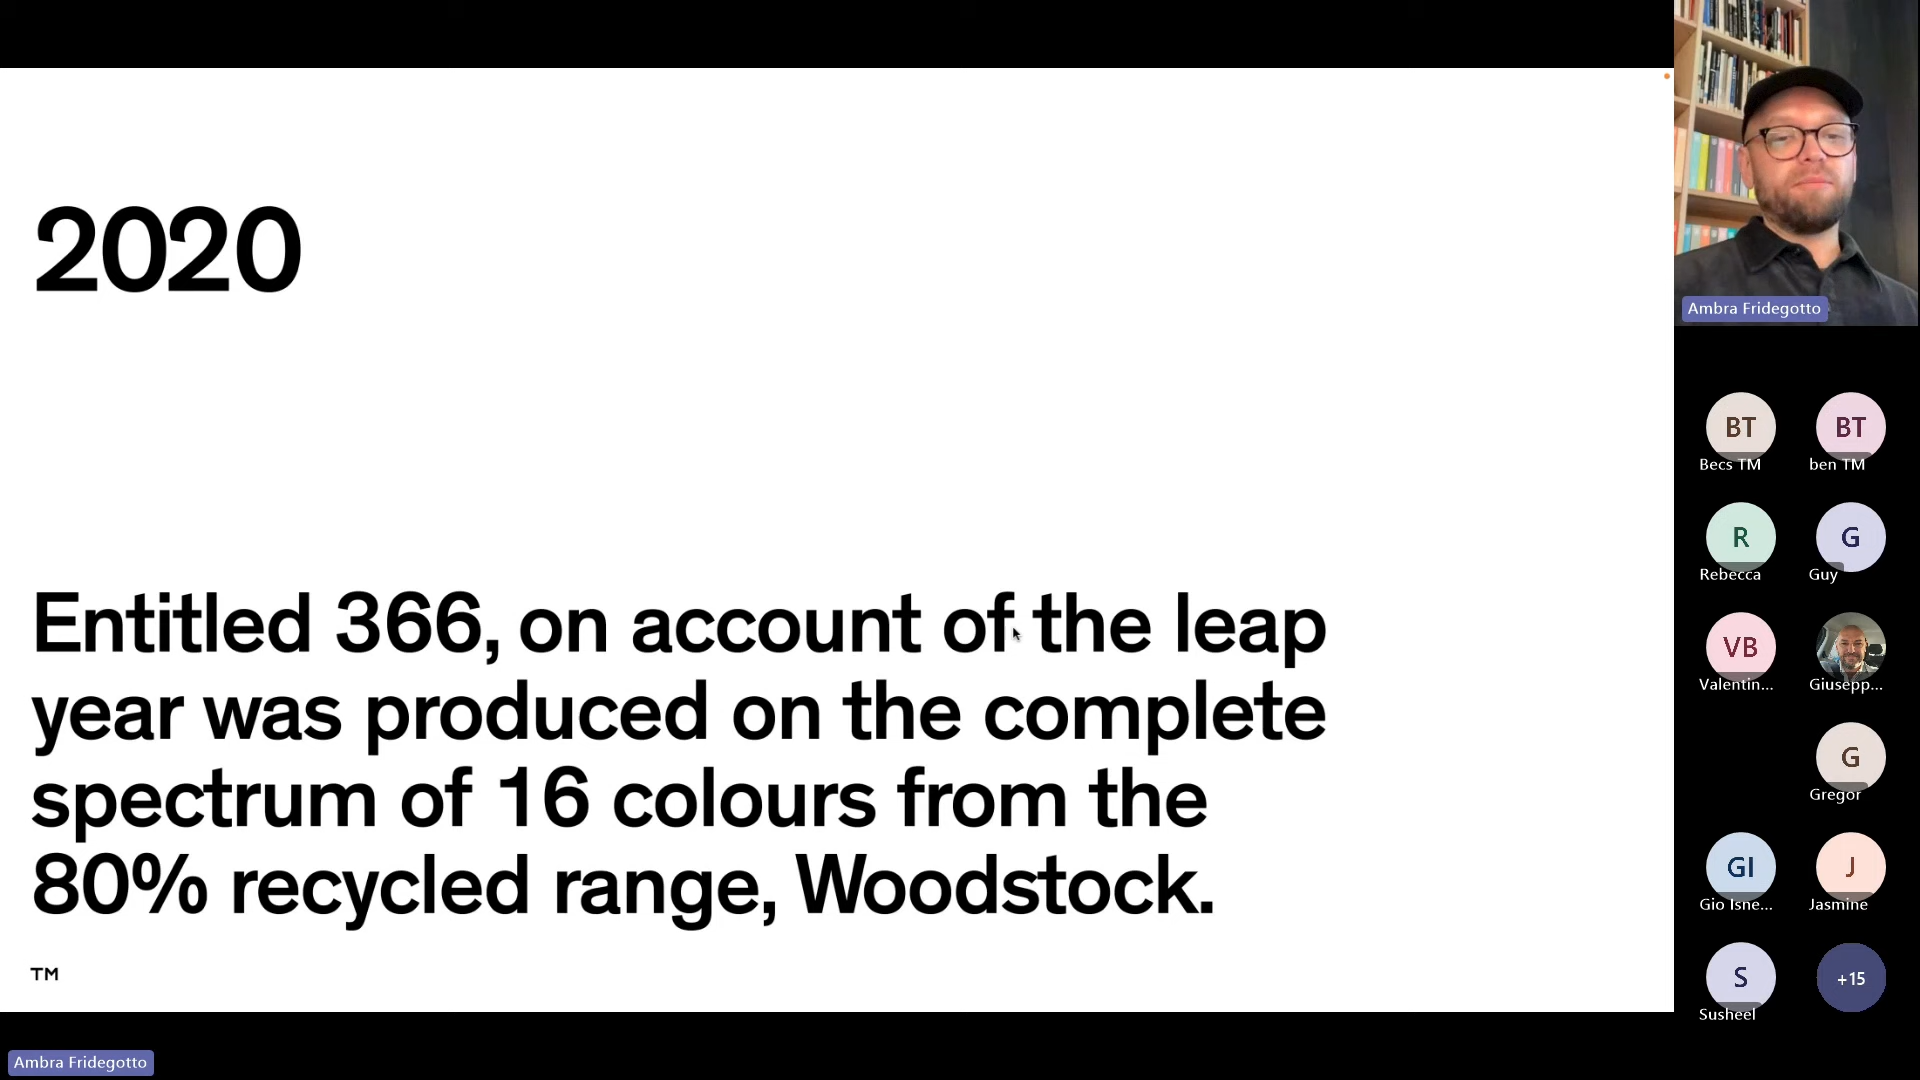 2020
Entitled 366, on account of the leap
year was produced on the complete
spectrum of 16 colours from the
80% recycled range, Woodstock.
TM
Ambra Fridegotto
Ambra Fridegotto
BT
Becs TM
BT
ben TM
R
Rebecca
G
Guy
VB
Valentin...
Giusepp...
G
Gregor
GI
Gio Isne...
J
Jasmine
S
Susheel
+15